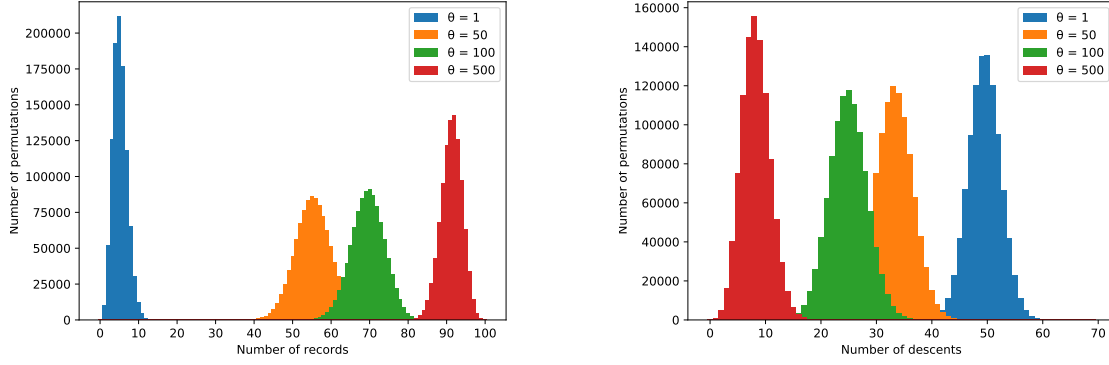 θ = 1
θ = 50
θ = 100
θ = 500
Number of permutations
200000
175000
150000
125000
100000
75000
50000
25000
0
0 10 20 30 40 50 60 70 80 90 100
Number of records
θ = 1
θ = 50
θ = 100
θ = 500
Number of permutations
160000
140000
120000
100000
80000
60000
40000
20000
0
0 10 20 30 40 50 60 70
Number of descents